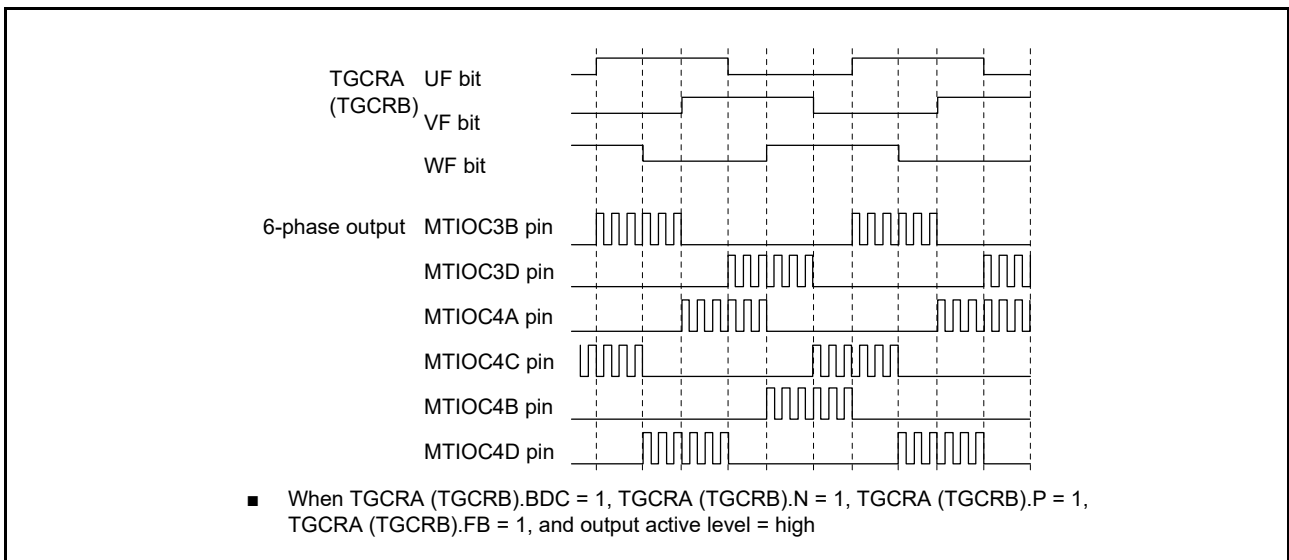 TGCRA UF bit
(TGCRB)
VF bit
WF bit
6-phase output MTIOC3B pin
MTIOC3D pin
MTIOC4A pin
MTIOC4C pin
MTIOC4B pin
MTIOC4D pin
■ When TGCRA (TGCRB).BDC = 1, TGCRA (TGCRB).N = 1, TGCRA (TGCRB).P = 1,
TGCRA (TGCRB).FB = 1, and output active level = high